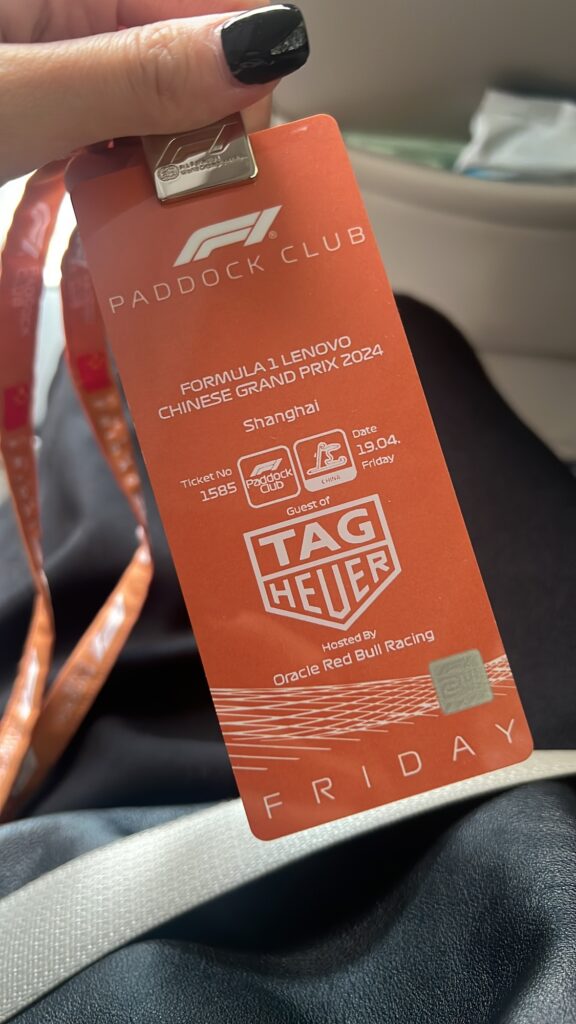 F1
PADDOCK CLUB
FORMULA 1 LENOVO
CHINESE GRAND PRIX 2024
Shanghai
Ticket No
1585
F1
Paddock
Club
CHINA
Date
19.04.
Friday
Guest of
TAG
HEUER
Hosted By
Oracle Red Bull Racing
FRIDAY